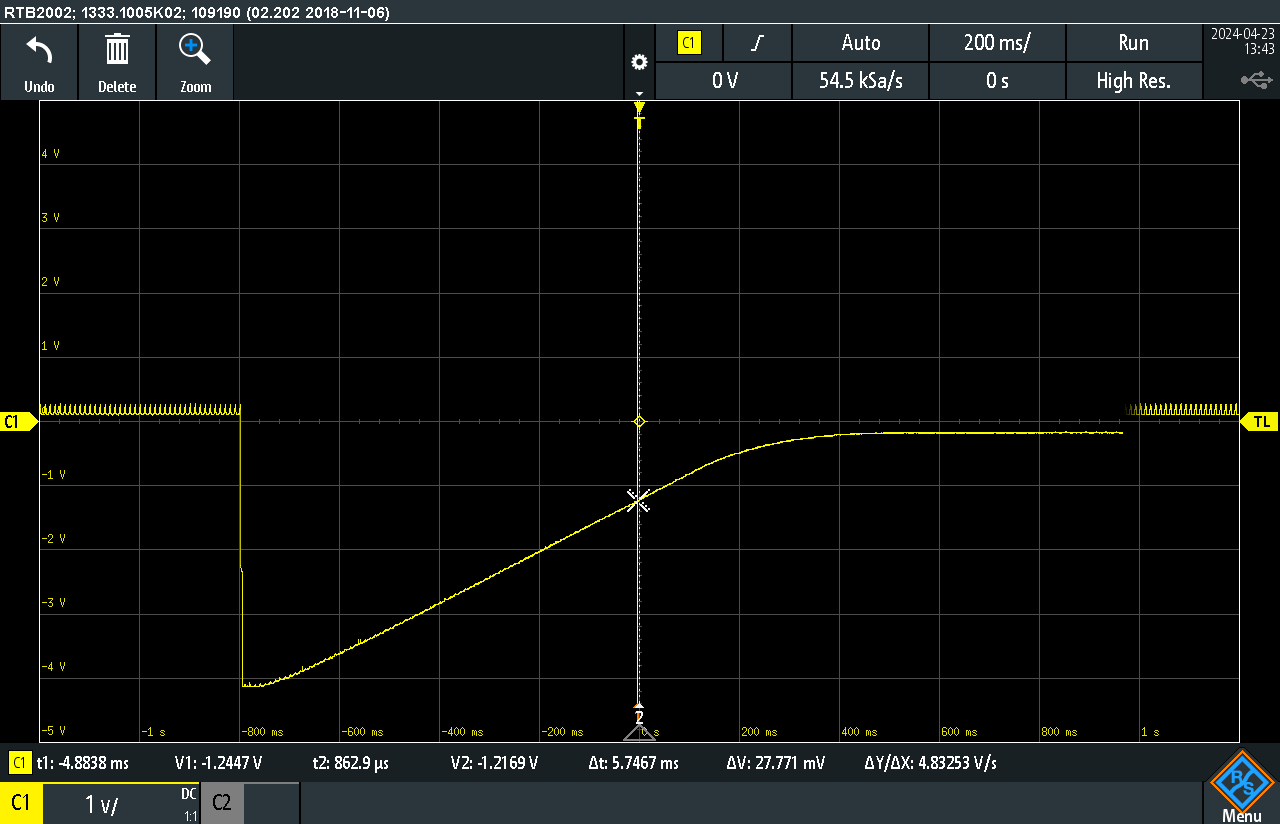 RTB2002; 1333.1005K02; 109190 (02.202 2018-11-06)
Undo
Delete
Zoom
C1
Auto
200 ms/
Run
2024-04-23
13:43
0 V
54.5 kSa/s
0 s
High Res.
T
4 V
3 V
2 V
1 V
C1
TL
-1 V
-2 V
-3 V
-4 V
-5 V
-1 s
-800 ms
-600 ms
-400 ms
-200 ms
2
0 s
200 ms
400 ms
600 ms
800 ms
1 s
C1
t1: -4.8838 ms
V1: -1.2447 V
t2: 862.9 µs
V2: -1.2169 V
Δt: 5.7467 ms
ΔV: 27.771 mV
ΔY/ΔX: 4.83253 V/s
C1
1 V/
DC
1:1
C2
R S
Menu